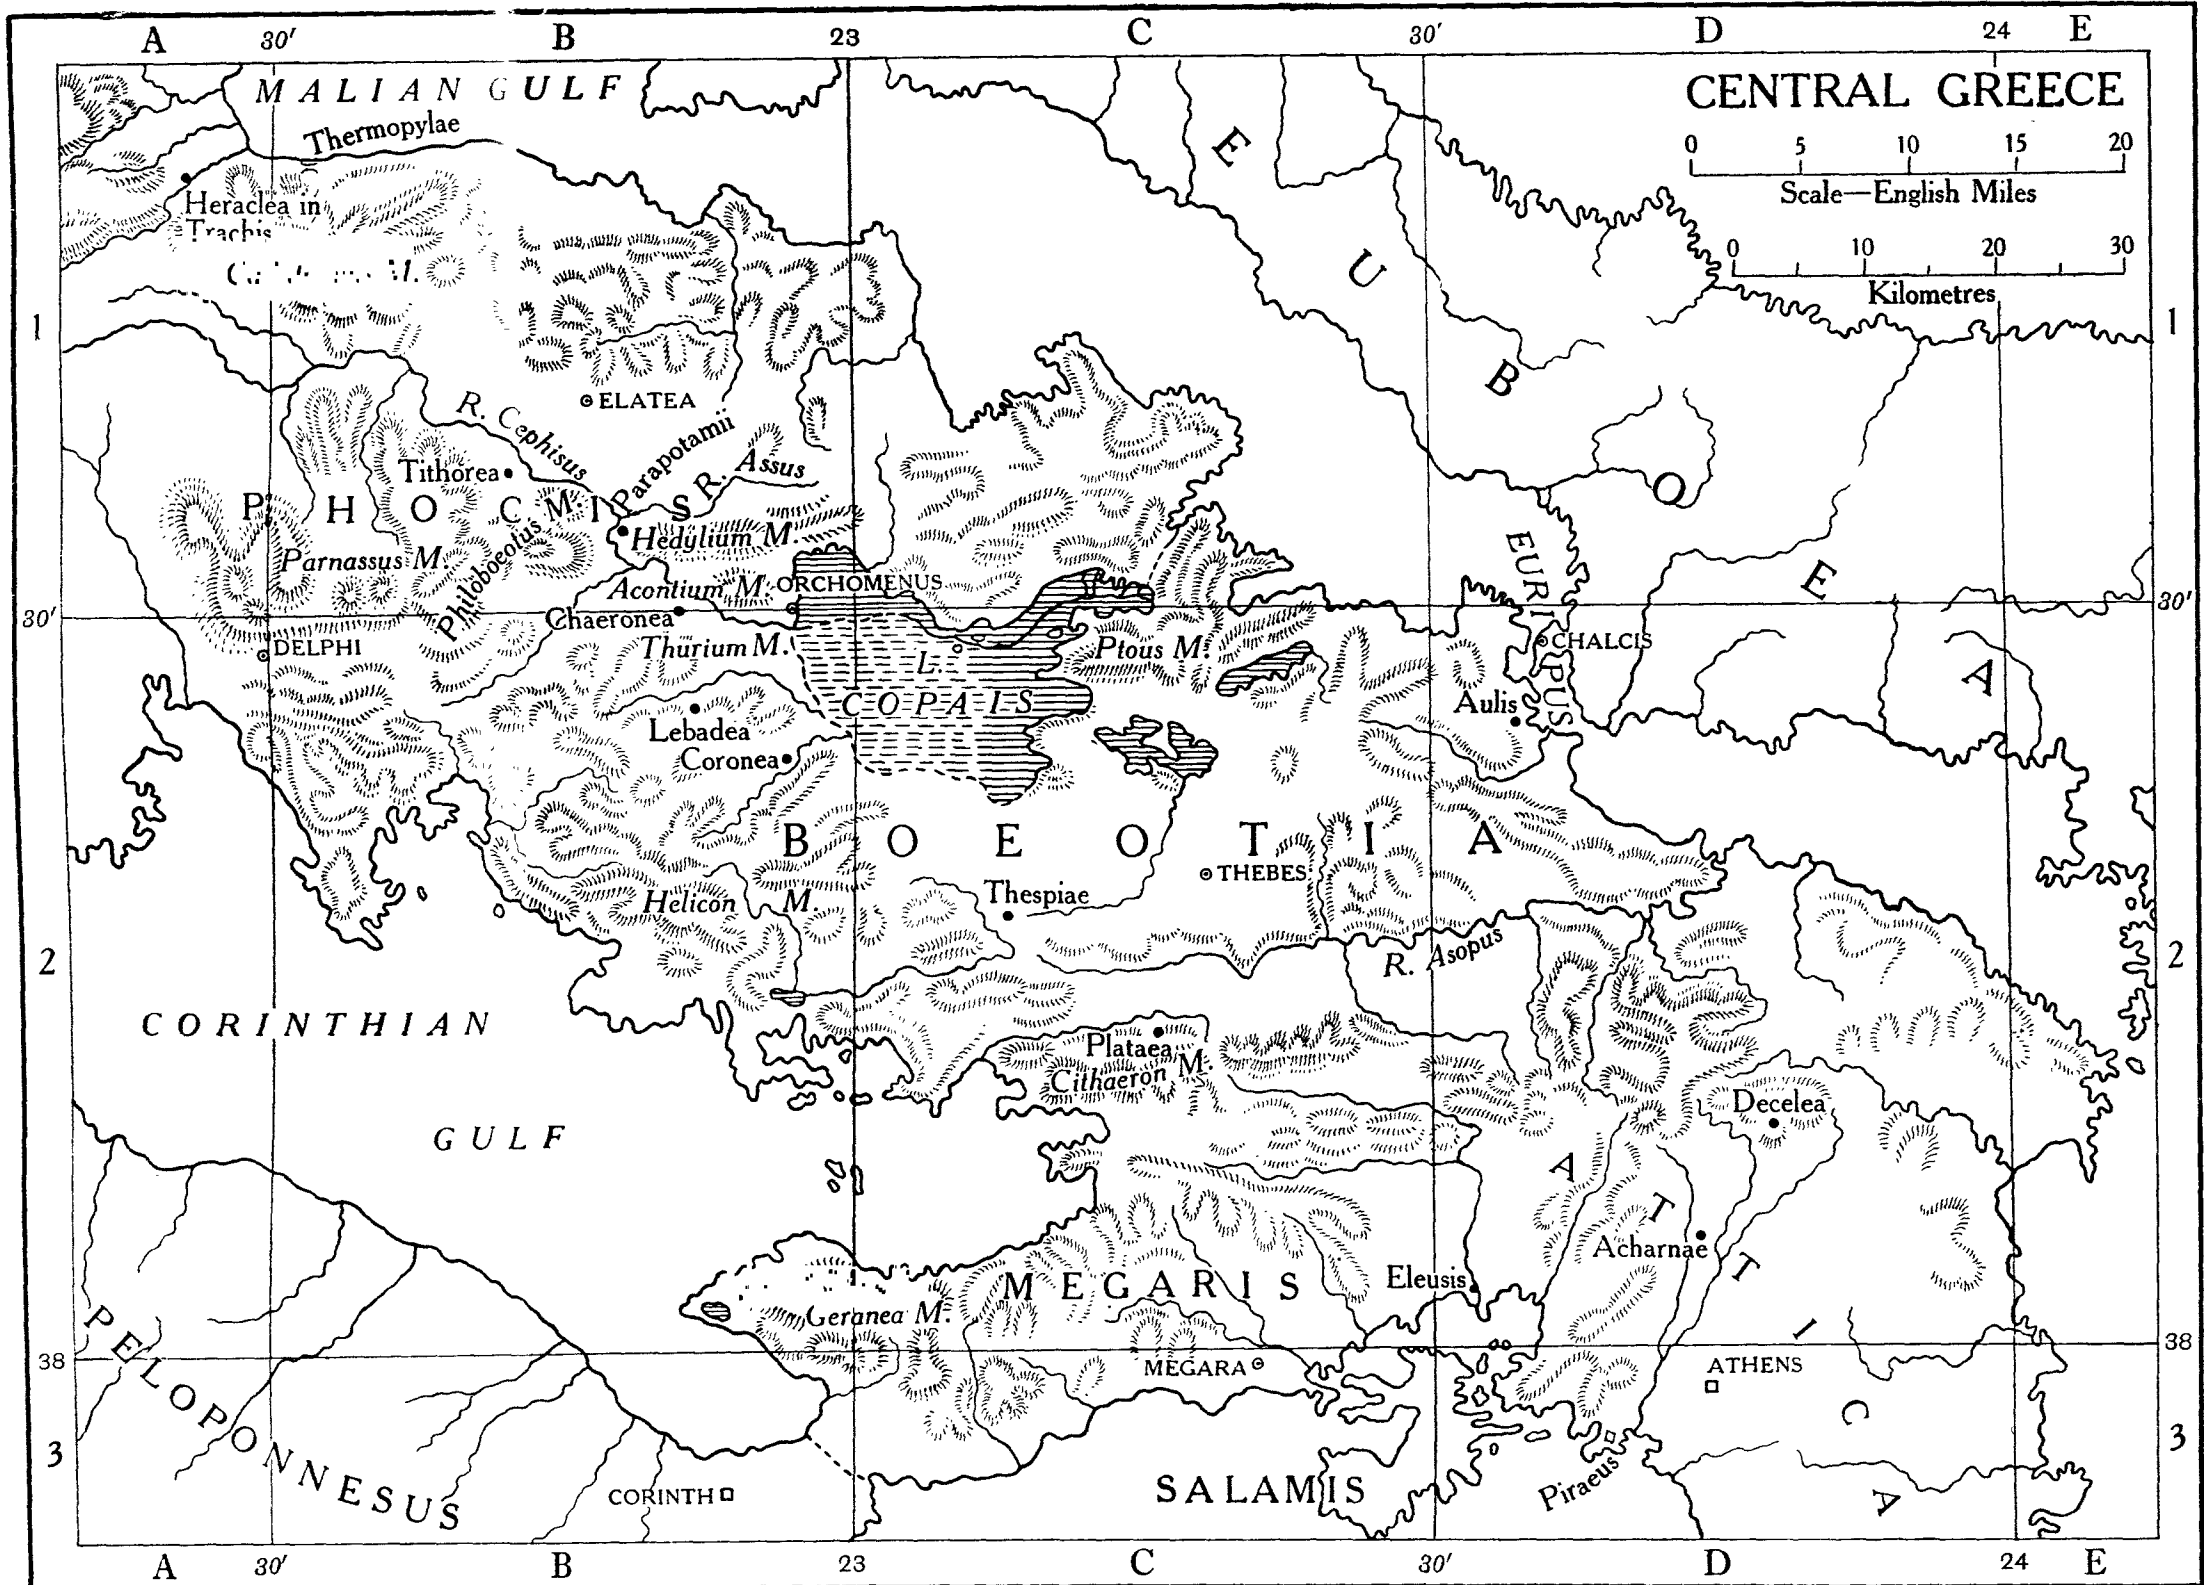 A 30′ B 23 C 30′ D 24 E
CENTRAL GREECE
0 5 10 15 20
Scale—English Miles
0 10 20 30
Kilometres
MALIAN GULF
Thermopylae
Heraclea in
Trachis
M.
EUBOEA
1
1
R. Cephisus
ELATEA
Parapotamii
Tithorea
R. Assus
PHOCIS
Philoboeotus M.
Hedylium M.
Parnassus M.
Acontium M.
ORCHOMENUS
EURIPUS
30′
30′
Chaeronea
DELPHI
Thurium M.
L.
COPAIS
Ptous M.
CHALCIS
Aulis
Lebadea
Coronea
BOEOTIA
THEBES
Helicon M.
Thespiae
2
2
R. Asopus
CORINTHIAN
GULF
Plataea
Cithaeron M.
Decelea
ATTICA
Acharnae
MEGARIS
Eleusis
Geranea M.
PELOPONNESUS
38
38
MEGARA
ATHENS
3
3
CORINTH
SALAMIS
Piraeus
A 30′ B 23 C 30′ D 24 E